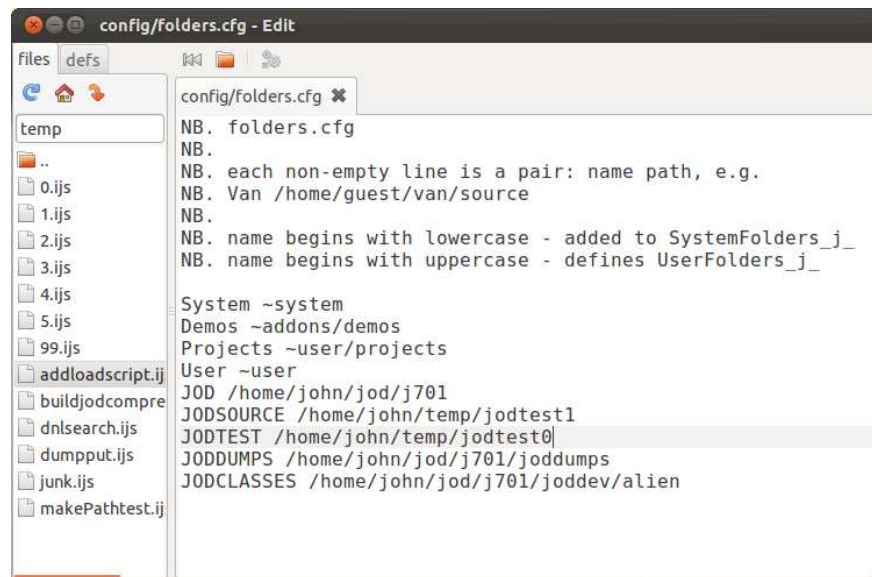 config/folders.cfg - Edit
files defs
config/folders.cfg
temp
..
0.ijs
1.ijs
2.ijs
3.ijs
4.ijs
5.ijs
99.ijs
addloadscript.ij
buildjodcompre
dnlsearch.ijs
dumpput.ijs
junk.ijs
makePathtest.ij
NB. folders.cfg
NB.
NB. each non-empty line is a pair: name path, e.g.
NB. Van /home/guest/van/source
NB.
NB. name begins with lowercase - added to SystemFolders_j_
NB. name begins with uppercase - defines UserFolders_j_
System ~system
Demos ~addons/demos
Projects ~user/projects
User ~user
JOD /home/john/jod/j701
JODSOURCE /home/john/temp/jodtest1
JODTEST /home/john/temp/jodtest0
JODDUMPS /home/john/jod/j701/joddumps
JODCLASSES /home/john/jod/j701/joddev/alien